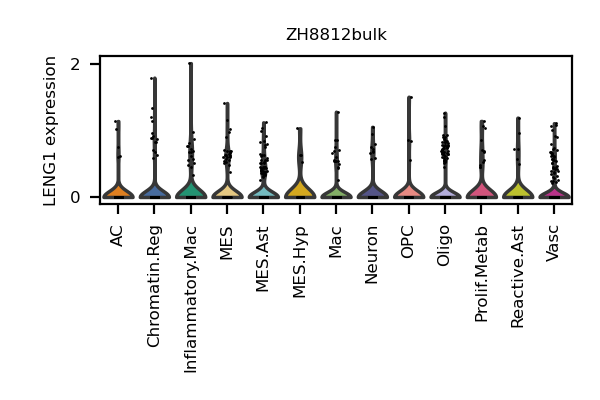 ZH8812bulk
LENG1 expression
2
0
AC
Chromatin.Reg
Inflammatory.Mac
MES
MES.Ast
MES.Hyp
Mac
Neuron
OPC
Oligo
Prolif.Metab
Reactive.Ast
Vasc